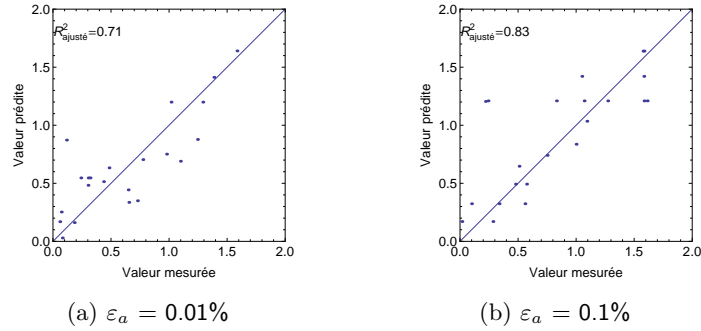 2.0
R²ajusté=0.71
1.5
1.0
0.5
0.0
Valeur prédite
0.0 0.5 1.0 1.5 2.0
Valeur mesurée
(a) εa = 0.01%
2.0
R²ajusté=0.83
1.5
1.0
0.5
0.0
Valeur prédite
0.0 0.5 1.0 1.5 2.0
Valeur mesurée
(b) εa = 0.1%